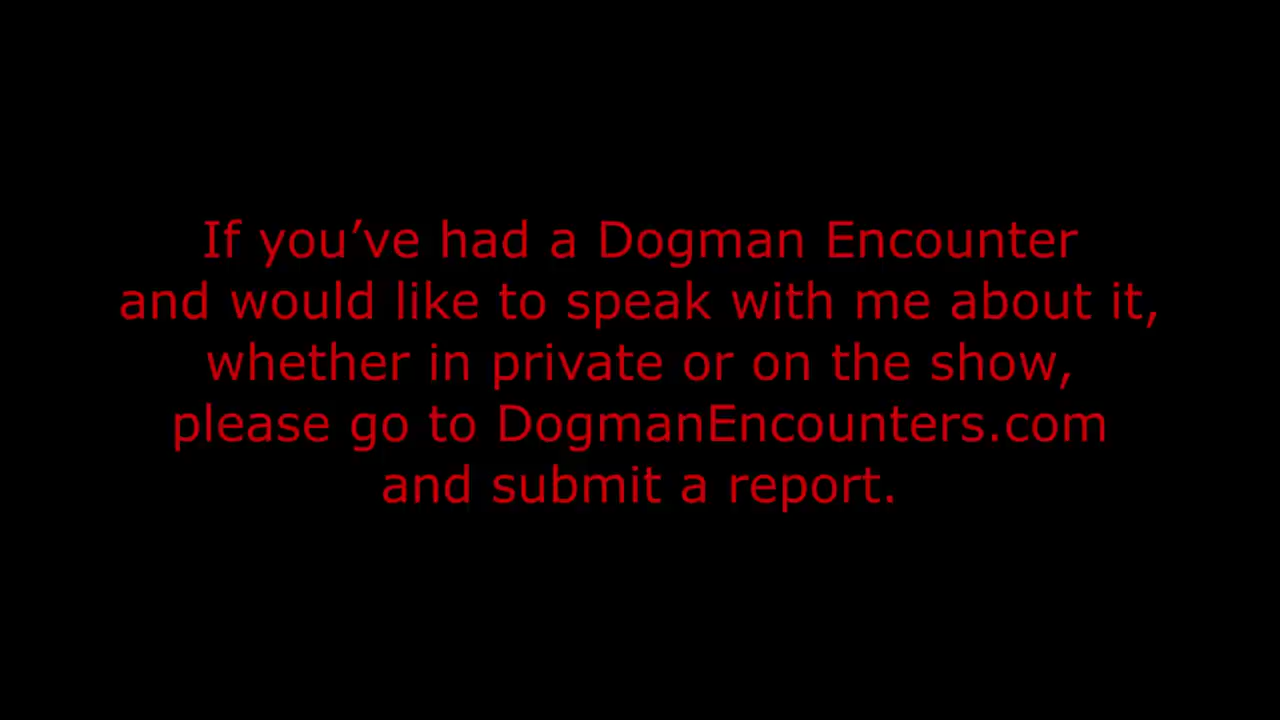 If you’ve had a Dogman Encounter
and would like to speak with me about it,
whether in private or on the show,
please go to DogmanEncounters.com
and submit a report.